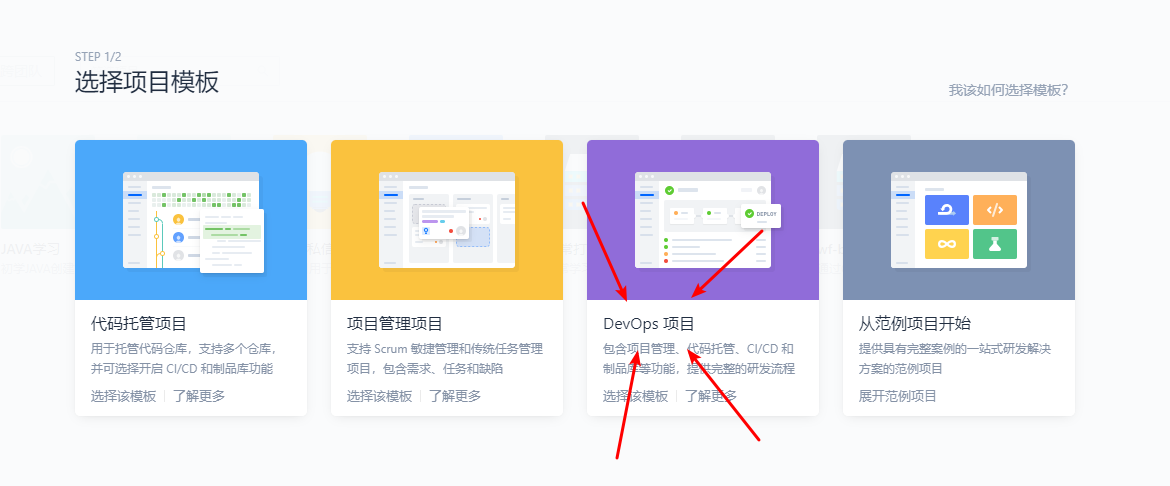 STEP 1/2
选择项目模板
我该如何选择模板?
DEPLOY
代码托管项目
用于托管代码仓库，支持多个仓库，
并可选择开启 CI/CD 和制品库功能
选择该模板 | 了解更多
项目管理项目
支持 Scrum 敏捷管理和传统任务管理
项目，包含需求、任务和缺陷
选择该模板 | 了解更多
DevOps 项目
包含项目管理、代码托管、CI/CD 和
制品库等功能，提供完整的研发流程
选择该模板 | 了解更多
从范例项目开始
提供具有完整案例的一站式研发解决
方案的范例项目
展开范例项目
JAVA学习